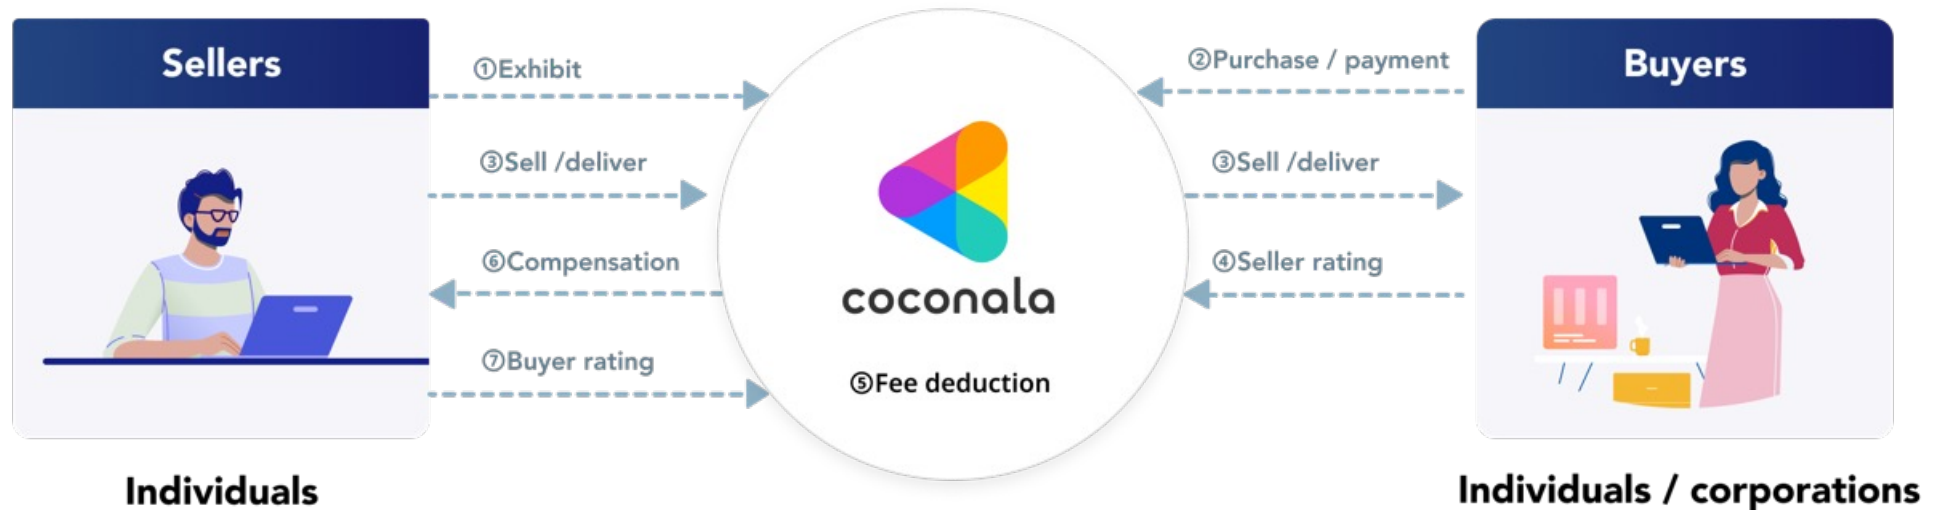 Sellers
①Exhibit
②Purchase / payment
Buyers
③Sell /deliver
③Sell /deliver
⑥Compensation
④Seller rating
coconala
⑦Buyer rating
⑤Fee deduction
Individuals
Individuals / corporations